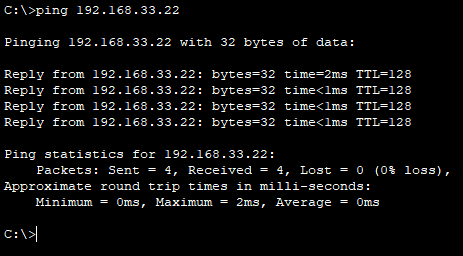 C:\>ping 192.168.33.22
Pinging 192.168.33.22 with 32 bytes of data:
Reply from 192.168.33.22: bytes=32 time=2ms TTL=128
Reply from 192.168.33.22: bytes=32 time<1ms TTL=128
Reply from 192.168.33.22: bytes=32 time<1ms TTL=128
Reply from 192.168.33.22: bytes=32 time<1ms TTL=128
Ping statistics for 192.168.33.22:
    Packets: Sent = 4, Received = 4, Lost = 0 (0% loss),
Approximate round trip times in milli-seconds:
    Minimum = 0ms, Maximum = 2ms, Average = 0ms
C:\>